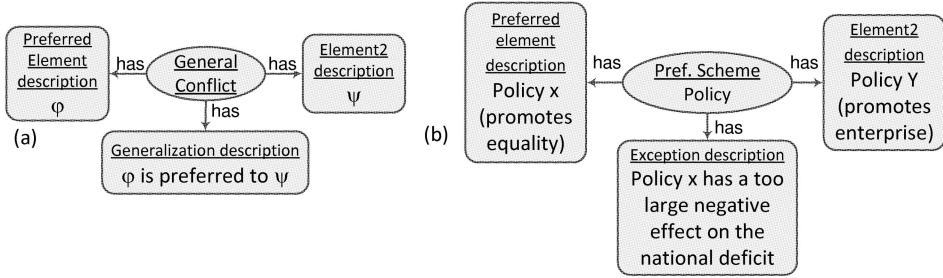 Preferred
Element
description
φ
has
General
Conflict
has
Element2
description
ψ
has
(a)
Generalization description
φ is preferred to ψ
Preferred
element
description
Policy x
(promotes
equality)
has
Pref. Scheme
Policy
has
Element2
description
Policy Y
(promotes
enterprise)
has
(b)
Exception description
Policy x has a too
large negative
effect on the
national deficit